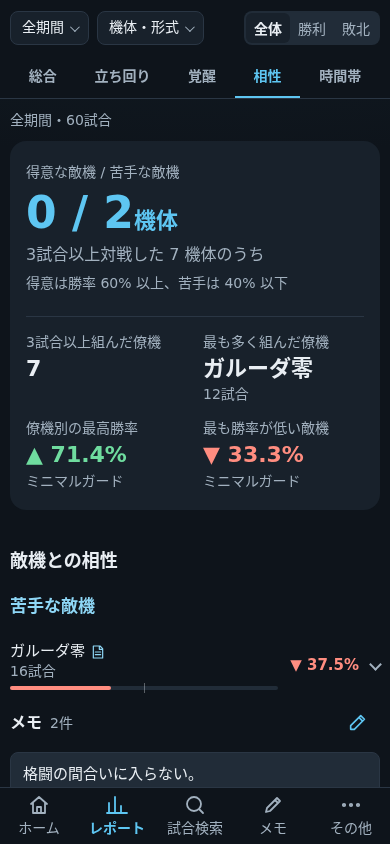 全期間
機体・形式
全体 勝利 敗北
総合 立ち回り 覚醒 相性 時間帯
全期間・60試合
得意な敵機 / 苦手な敵機
0 / 2機体
3試合以上対戦した 7 機体のうち
得意は勝率 60% 以上、苦手は 40% 以下
3試合以上組んだ僚機
7
最も多く組んだ僚機
ガルーダ零
12試合
僚機別の最高勝率
▲ 71.4%
ミニマルガード
最も勝率が低い敵機
▼ 33.3%
ミニマルガード
敵機との相性
苦手な敵機
ガルーダ零
16試合
▼ 37.5%
メモ 2件
格闘の間合いに入らない。
ホーム レポート 試合検索 メモ その他